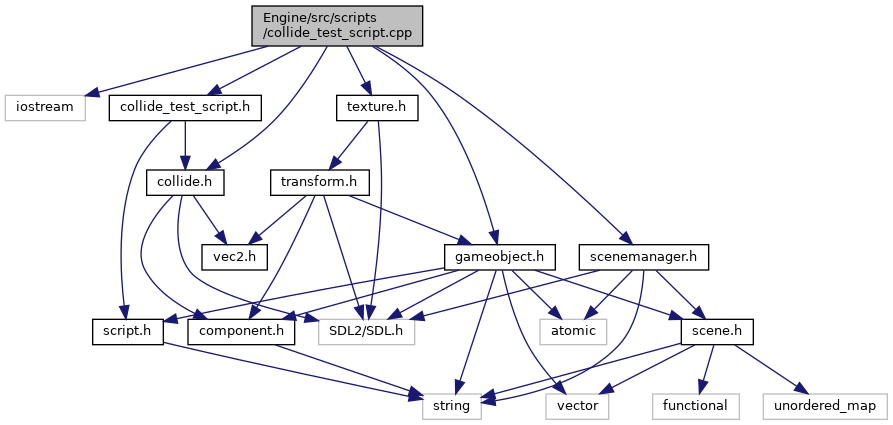 Engine/src/scripts
/collide_test_script.cpp
iostream
collide_test_script.h
texture.h
collide.h
transform.h
vec2.h
gameobject.h
scenemanager.h
script.h
component.h
SDL2/SDL.h
atomic
scene.h
string
vector
functional
unordered_map